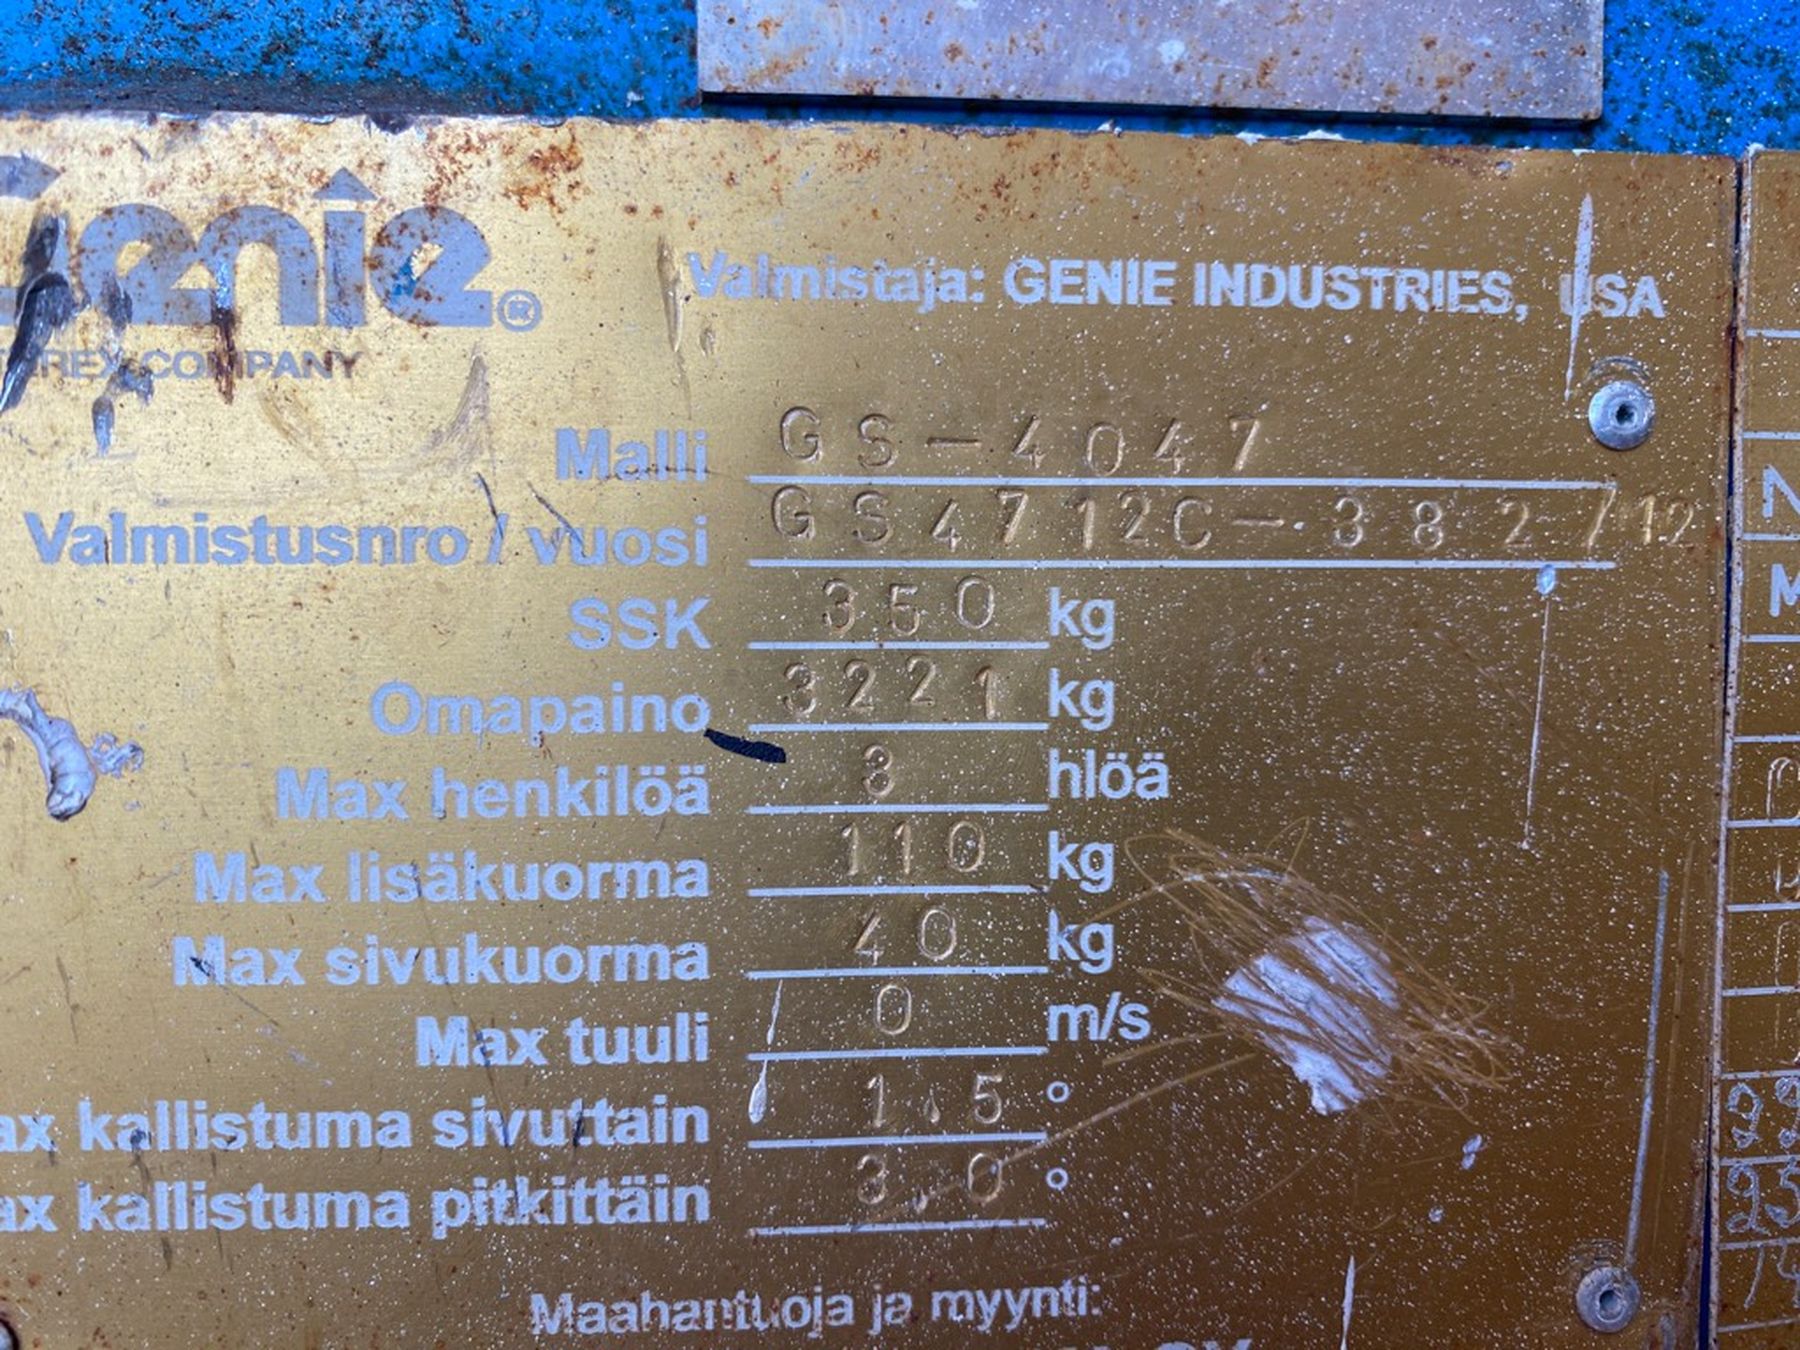 Genie®
TEREX COMPANY
Valmistaja: GENIE INDUSTRIES, USA
Malli GS-4047
Valmistusnro / vuosi GS4712C-382/12
SSK 350 kg
Omapaino 3221 kg
Max henkilöä 3 hlöä
Max lisäkuorma 110 kg
Max sivukuorma 40 kg
Max tuuli 0 m/s
ax kallistuma sivuttain 1,5 °
ax kallistuma pitkittäin 3,0 °
Maahantuoja ja myynti: